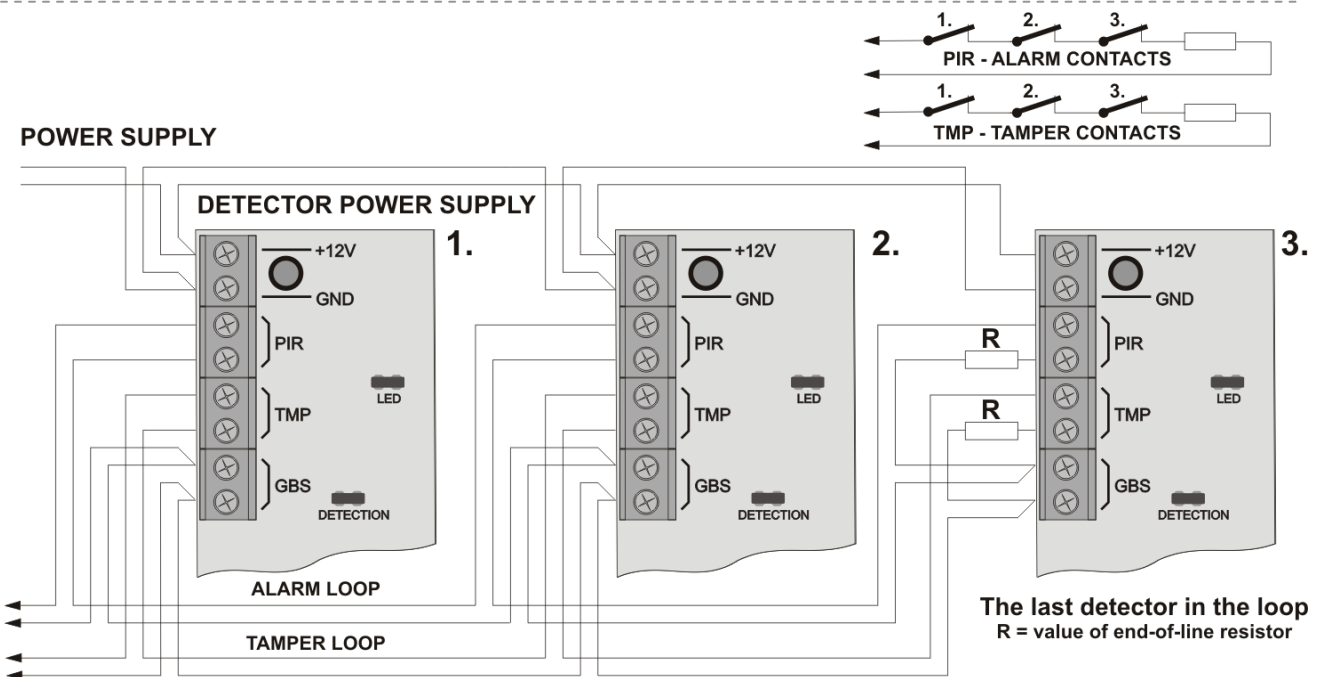 1. 2. 3.
PIR - ALARM CONTACTS
1. 2. 3.
TMP - TAMPER CONTACTS
POWER SUPPLY
DETECTOR POWER SUPPLY
1.
+12V
GND
PIR
TMP
LED
GBS
DETECTION
2.
+12V
GND
PIR
TMP
LED
GBS
DETECTION
3.
+12V
GND
R
PIR
R
TMP
LED
GBS
DETECTION
ALARM LOOP
TAMPER LOOP
The last detector in the loop
R = value of end-of-line resistor